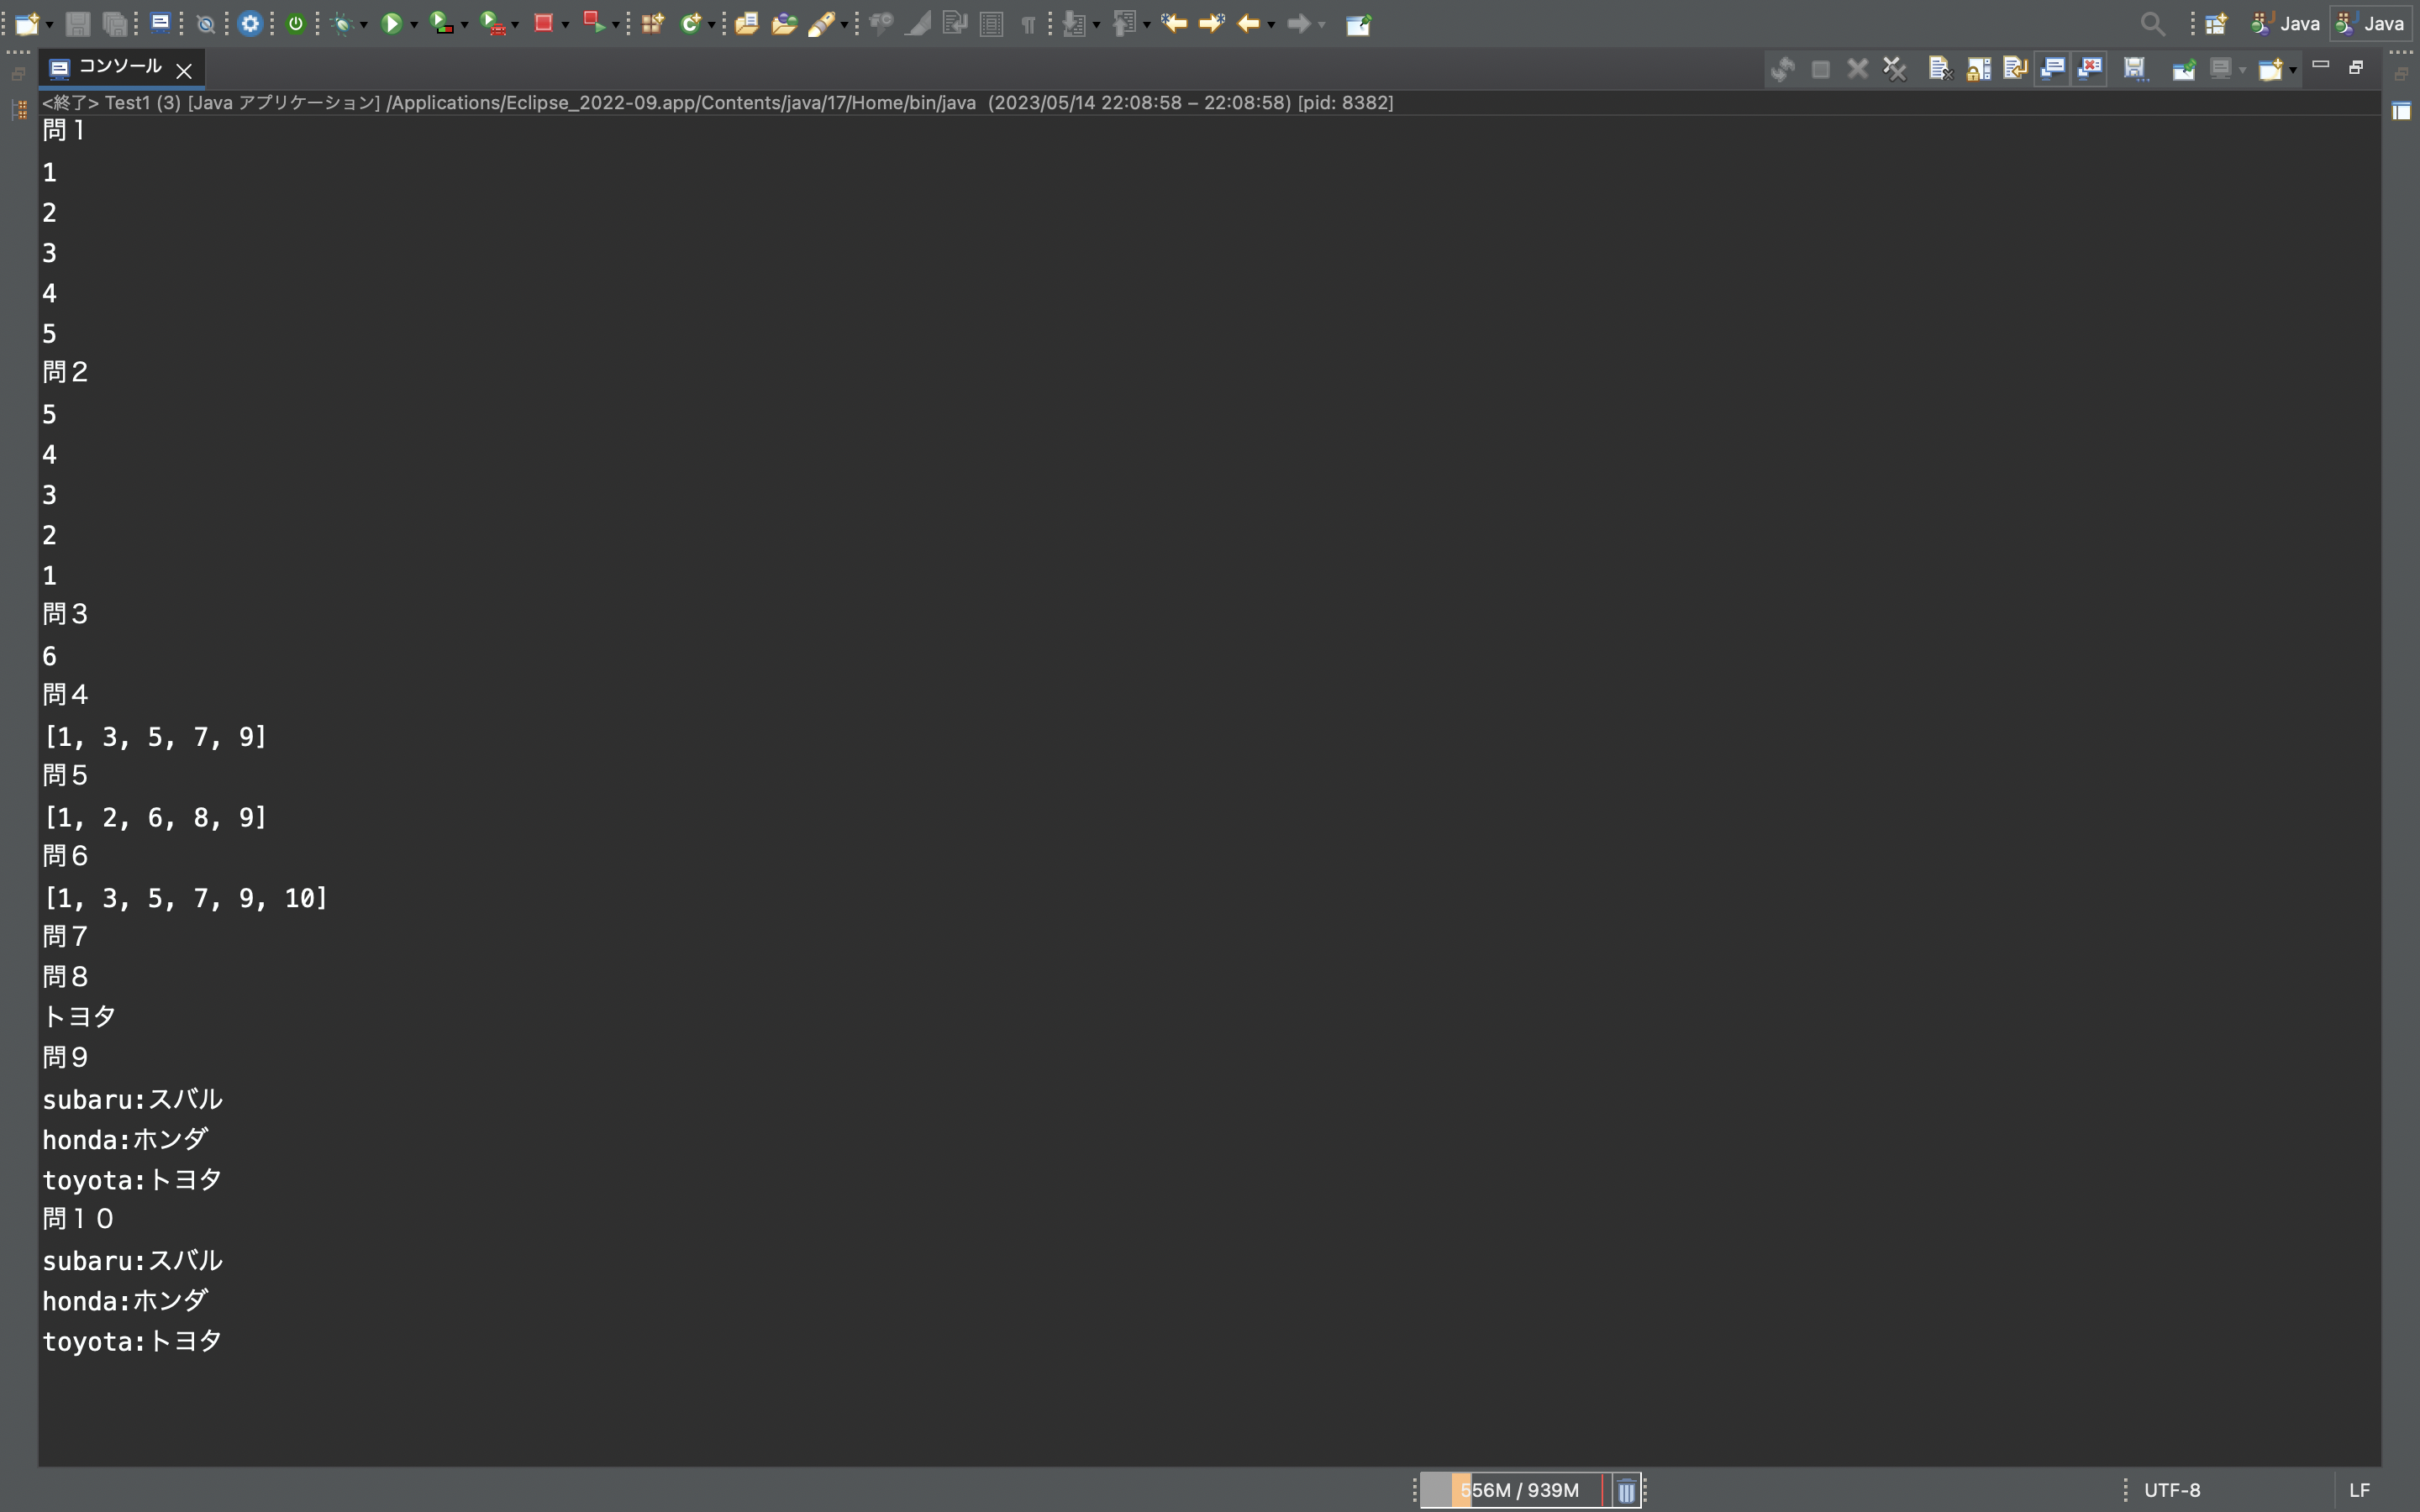 Java
Java
コンソール
<終了> Test1 (3) [Java アプリケーション] /Applications/Eclipse_2022-09.app/Contents/java/17/Home/bin/java (2023/05/14 22:08:58 – 22:08:58) [pid: 8382]
問１
1
2
3
4
5
問２
5
4
3
2
1
問３
6
問４
[1, 3, 5, 7, 9]
問５
[1, 2, 6, 8, 9]
問６
[1, 3, 5, 7, 9, 10]
問７
問８
トヨタ
問９
subaru:スバル
honda:ホンダ
toyota:トヨタ
問１０
subaru:スバル
honda:ホンダ
toyota:トヨタ
556M / 939M
UTF-8
LF